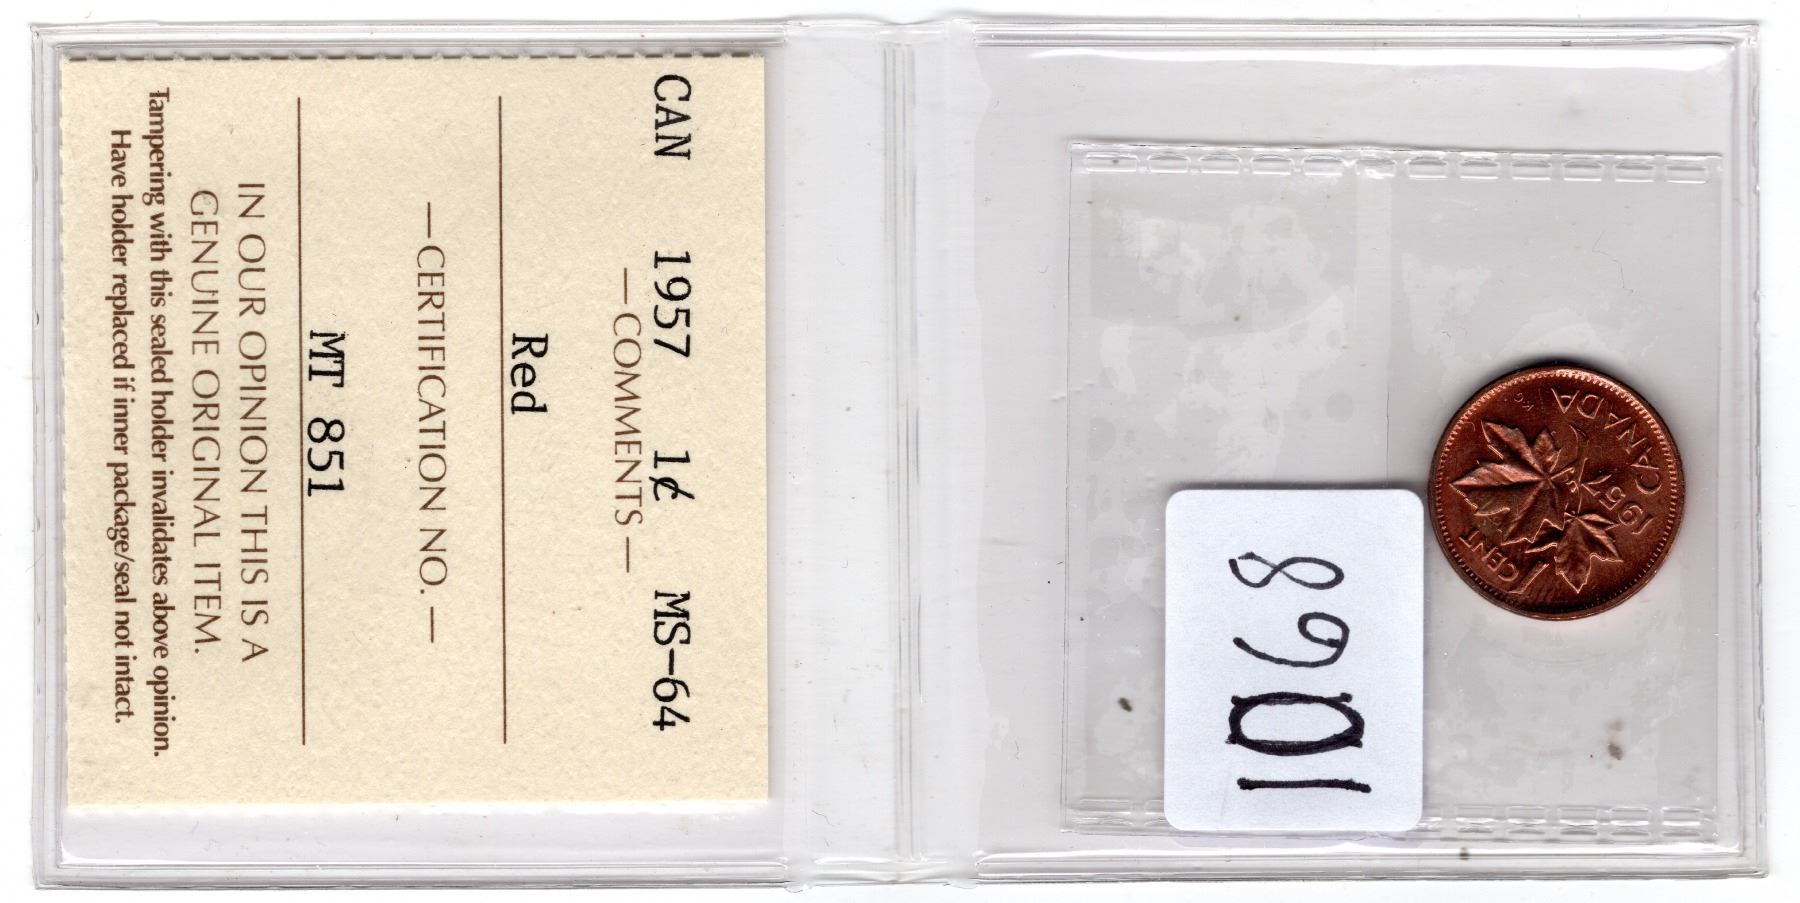 CAN 1957 1¢ MS-64
—COMMENTS—
Red
—CERTIFICATION NO.—
MT 851
IN OUR OPINION THIS IS A
GENUINE ORIGINAL ITEM.
Tampering with this sealed holder invalidates above opinion.
Have holder replaced if inner package/seal not intact.
1068
1 CENT
1957
CANADA
KG